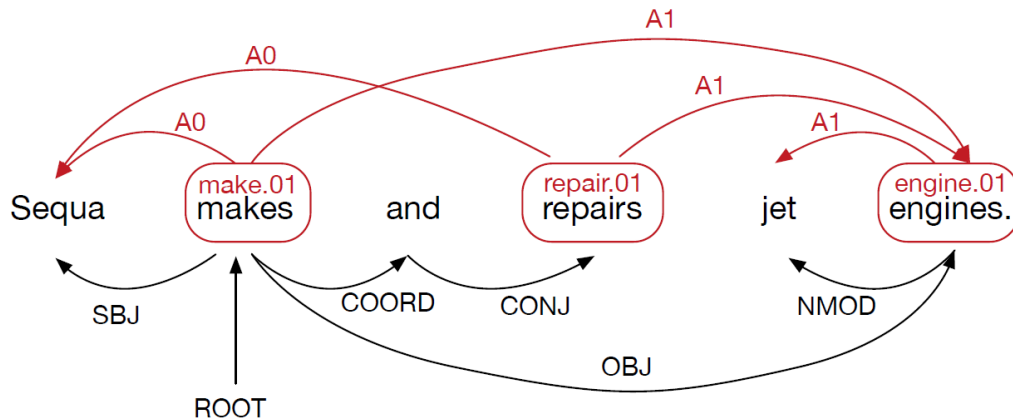 A1
A0
A1
A0
A1
make.01
repair.01
engine.01
Sequa makes and repairs jet engines.
SBJ
COORD
CONJ
NMOD
OBJ
ROOT